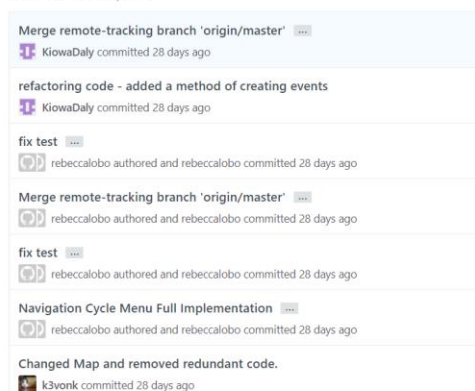 Merge remote-tracking branch 'origin/master' ...
KiowaDaly committed 28 days ago
refactoring code - added a method of creating events
KiowaDaly committed 28 days ago
fix test ...
rebeccalobo authored and rebeccalobo committed 28 days ago
Merge remote-tracking branch 'origin/master' ...
rebeccalobo authored and rebeccalobo committed 28 days ago
fix test ...
rebeccalobo authored and rebeccalobo committed 28 days ago
Navigation Cycle Menu Full Implementation ...
rebeccalobo authored and rebeccalobo committed 28 days ago
Changed Map and removed redundant code.
k3vonk committed 28 days ago